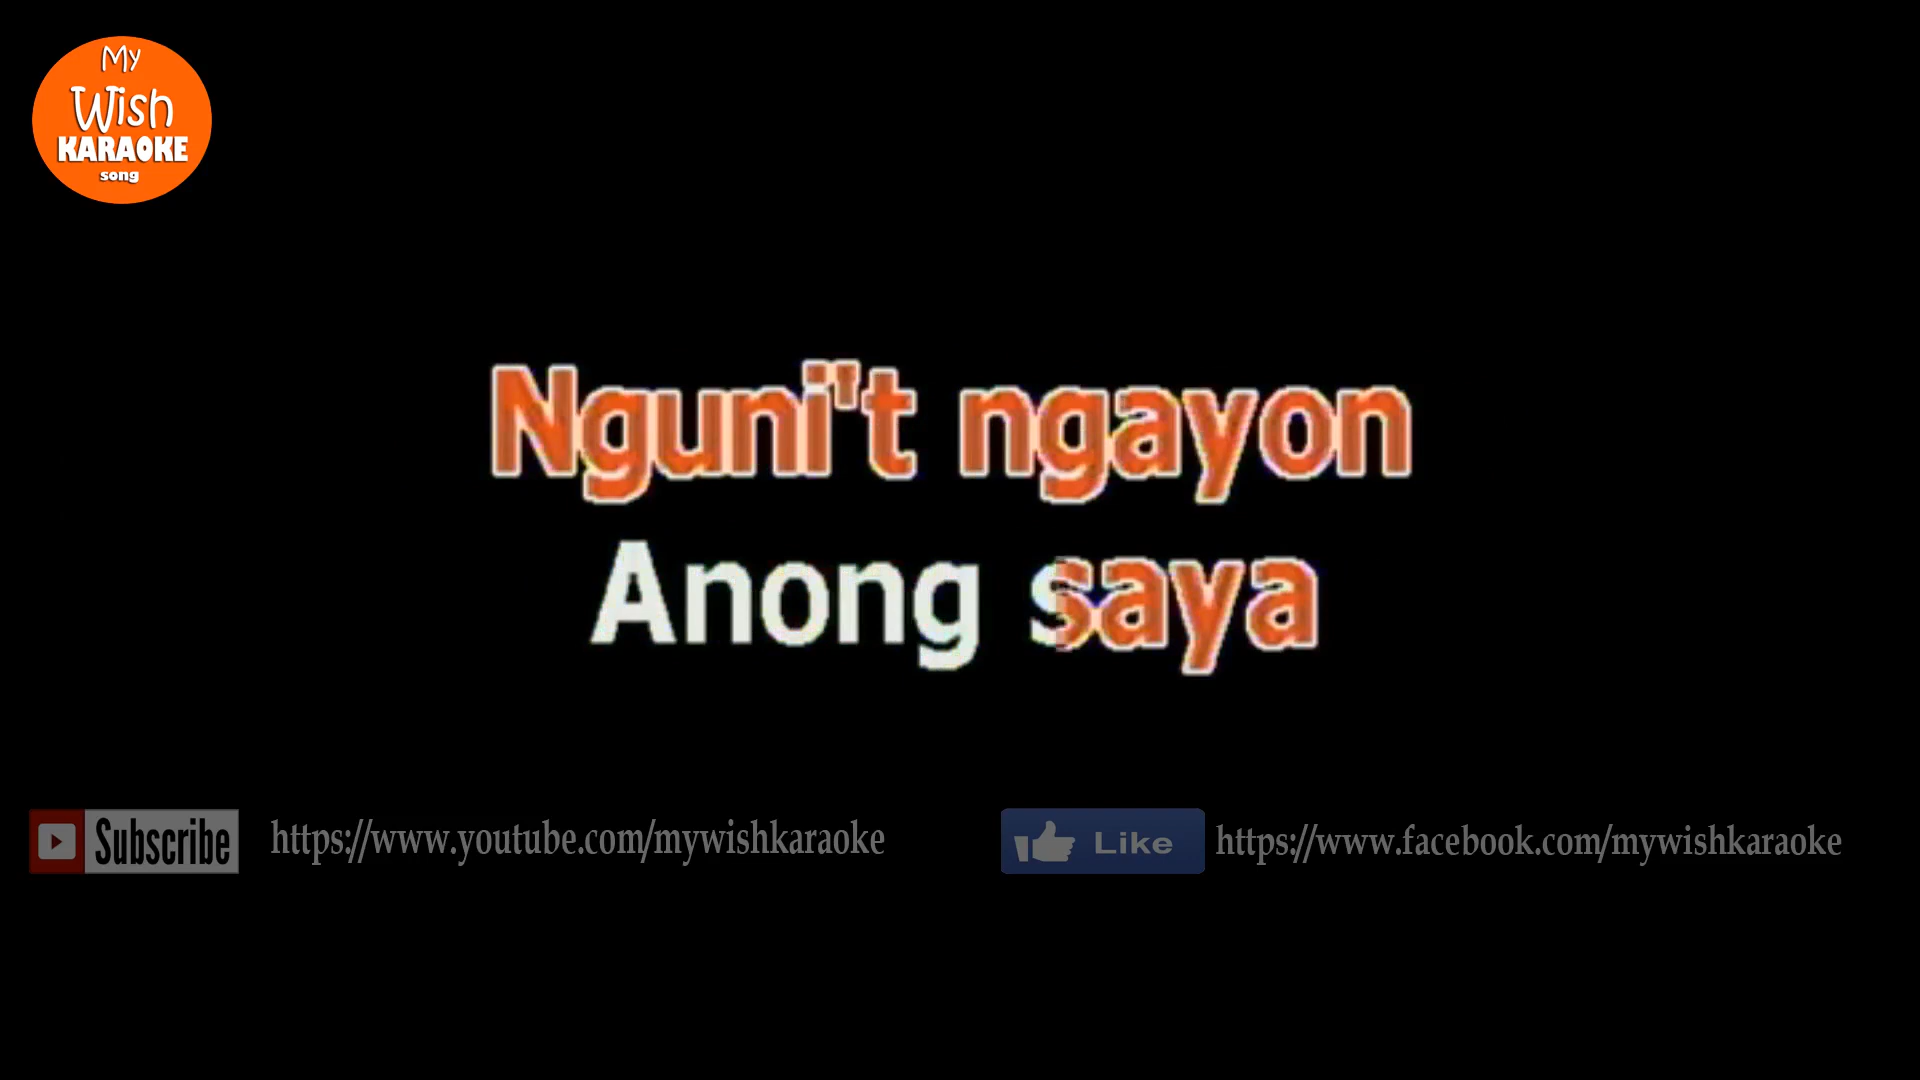 My
Wish
KARAOKE
song
Nguni't ngayon
Anong saya
Subscribe https://www.youtube.com/mywishkaraoke
Like https://www.facebook.com/mywishkaraoke